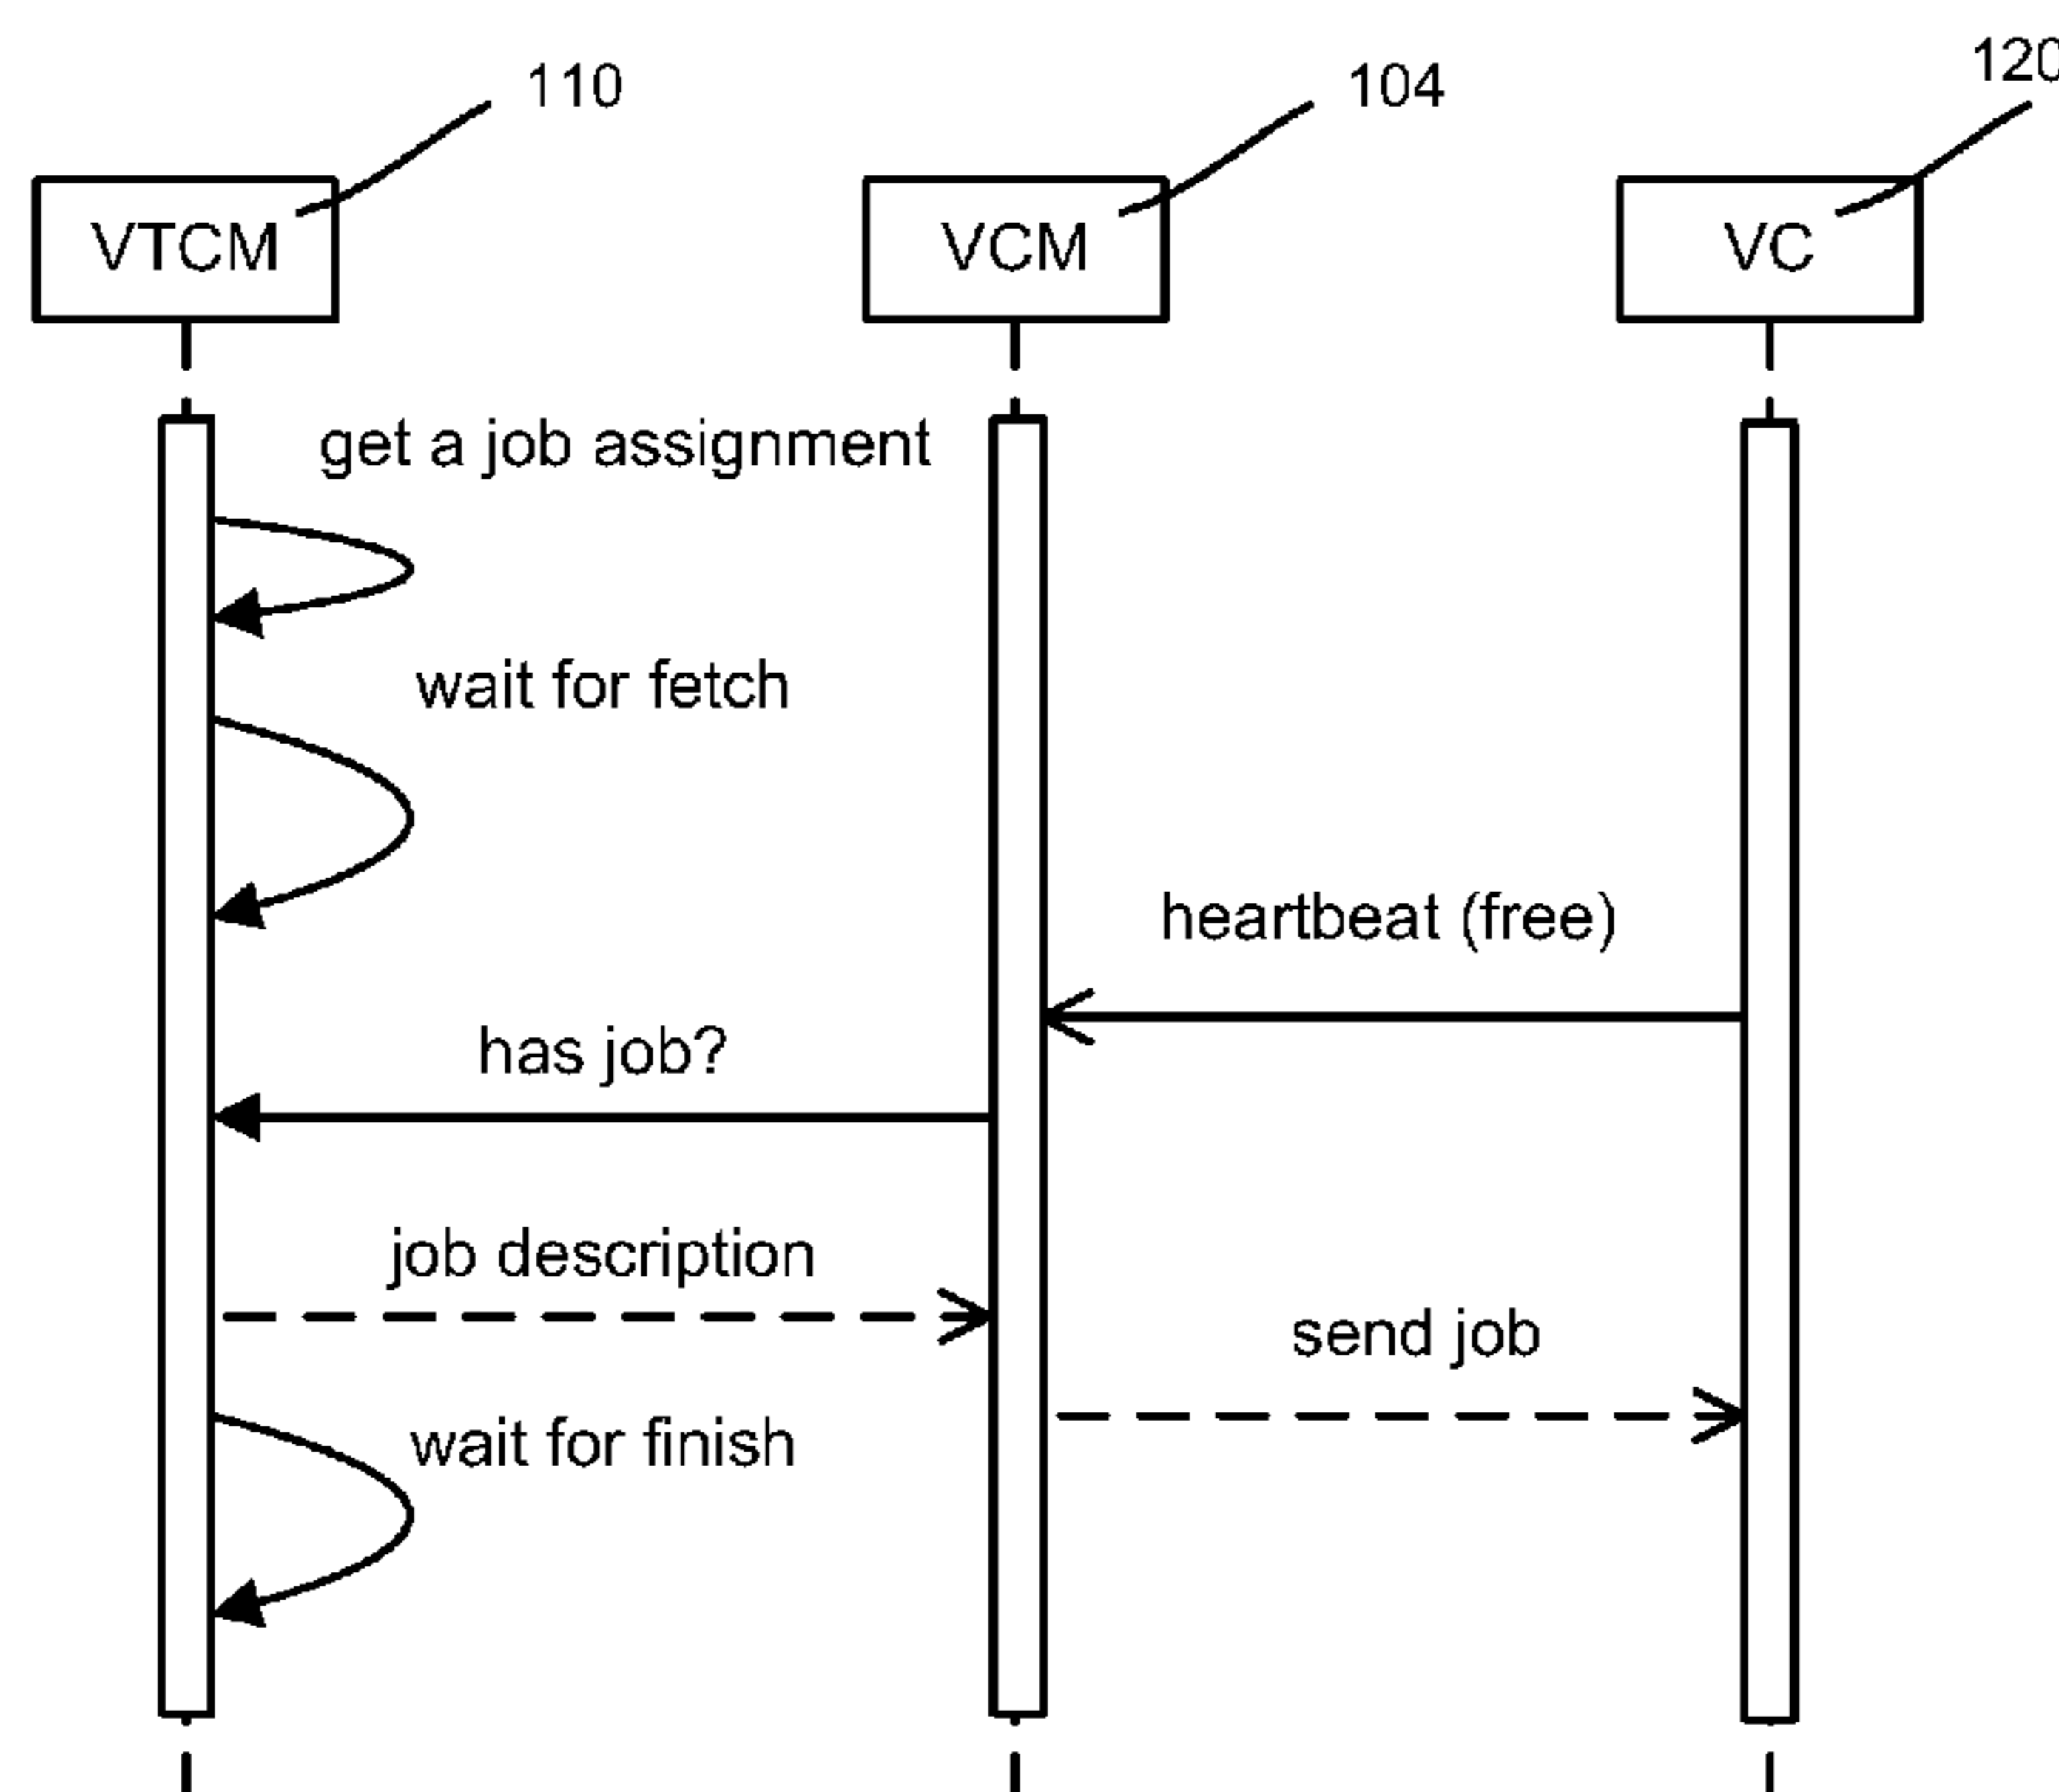 110
104
120
VTCM
VCM
VC
get a job assignment
wait for fetch
heartbeat (free)
has job?
job description
send job
wait for finish